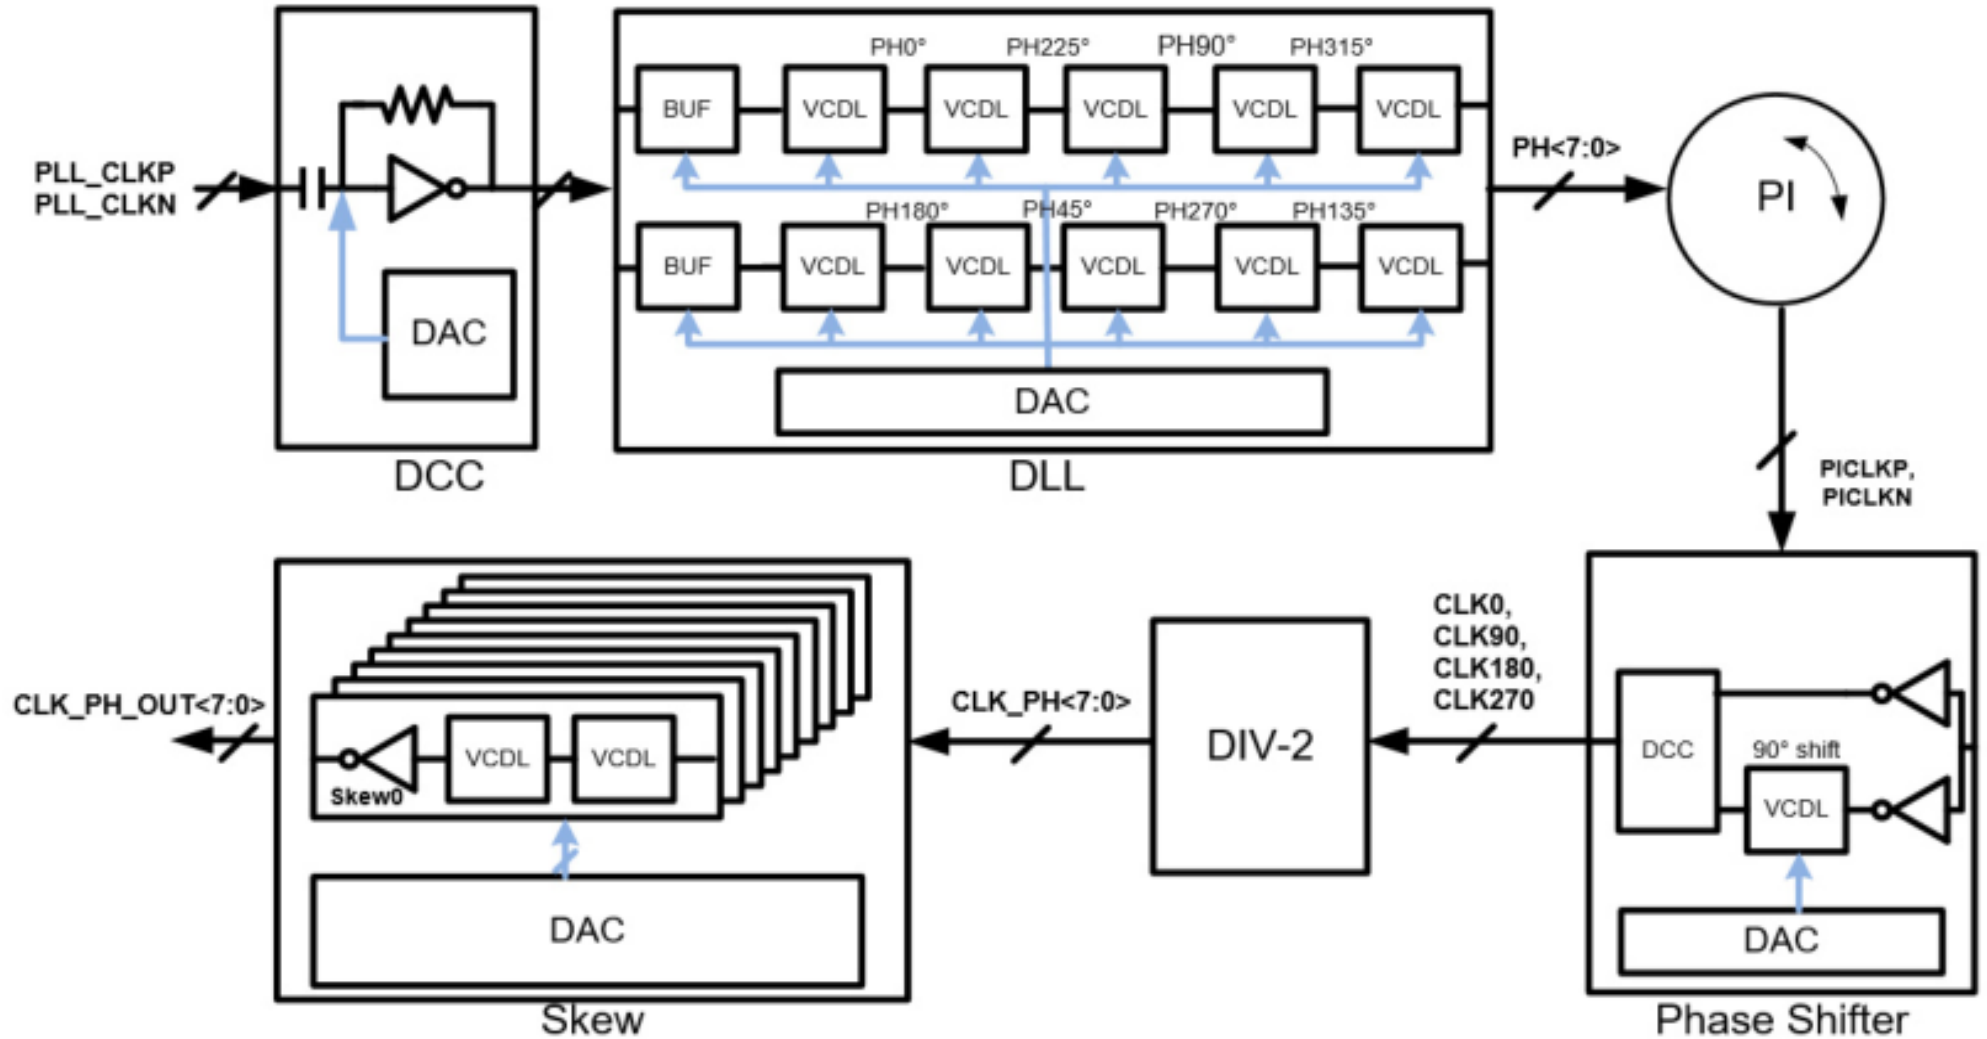 PH0°
PH225°
PH90°
PH315°
BUF
VCDL
VCDL
VCDL
VCDL
VCDL
PLL_CLKP
PLL_CLKN
PH<7:0>
PI
PH180°
PH45°
PH270°
PH135°
BUF
VCDL
VCDL
VCDL
VCDL
VCDL
DAC
DAC
DCC
DLL
PICLKP,
PICLKN
CLK0,
CLK90,
CLK180,
CLK270
CLK_PH_OUT<7:0>
CLK_PH<7:0>
VCDL
VCDL
Skew0
DIV-2
DCC
90° shift
VCDL
DAC
DAC
Skew
Phase Shifter